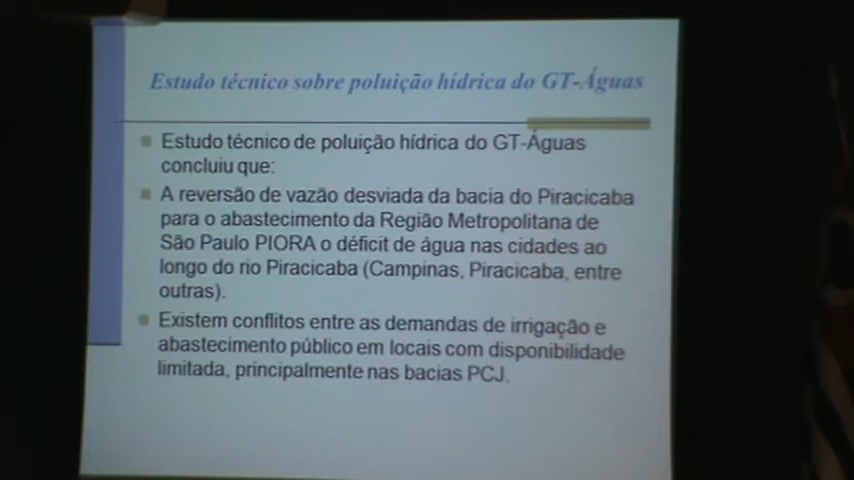 Estudo técnico sobre poluição hídrica do GT-Águas
Estudo técnico de poluição hídrica do GT-Águas
concluiu que:
A reversão de vazão desviada da bacia do Piracicaba
para o abastecimento da Região Metropolitana de
São Paulo PIORA o déficit de água nas cidades ao
longo do rio Piracicaba (Campinas, Piracicaba, entre
outras).
Existem conflitos entre as demandas de irrigação e
abastecimento público em locais com disponibilidade
limitada, principalmente nas bacias PCJ.